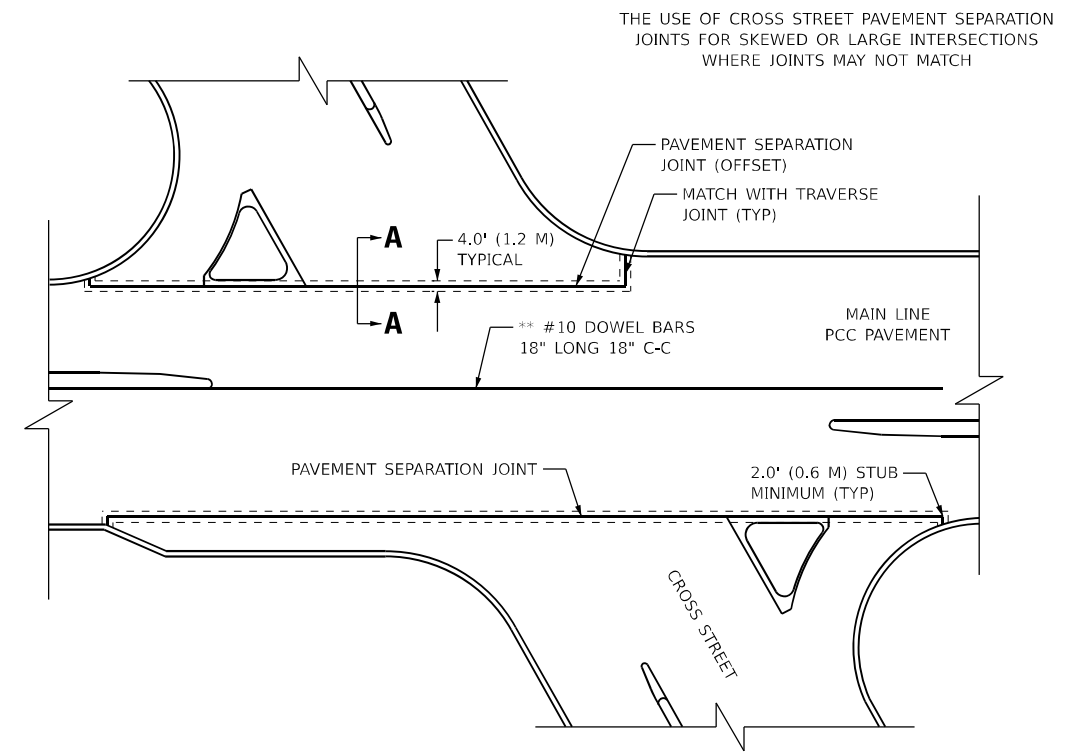 THE USE OF CROSS STREET PAVEMENT SEPARATION
JOINTS FOR SKEWED OR LARGE INTERSECTIONS
WHERE JOINTS MAY NOT MATCH
PAVEMENT SEPARATION
JOINT (OFFSET)
MATCH WITH TRAVERSE
JOINT (TYP)
A
4.0' (1.2 M)
TYPICAL
A
** #10 DOWEL BARS
18" LONG 18" C-C
MAIN LINE
PCC PAVEMENT
PAVEMENT SEPARATION JOINT
2.0' (0.6 M) STUB
MINIMUM (TYP)
CROSS STREET